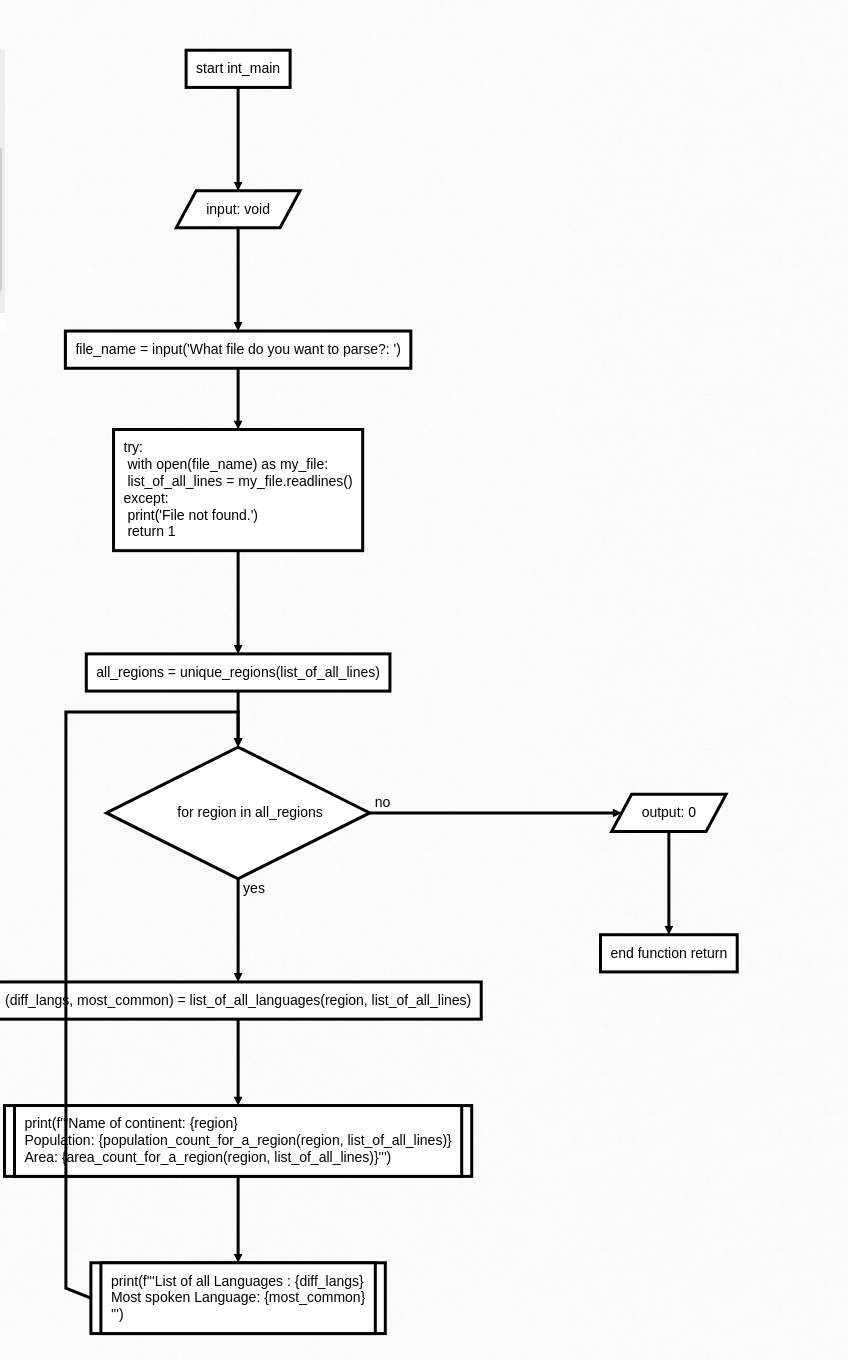 start int_main
input: void
file_name = input('What file do you want to parse?: ')
try:
with open(file_name) as my_file:
list_of_all_lines = my_file.readlines()
except:
print('File not found.')
return 1
all_regions = unique_regions(list_of_all_lines)
for region in all_regions
no
output: 0
yes
end function return
(diff_langs, most_common) = list_of_all_languages(region, list_of_all_lines)
print(f'''Name of continent: {region}
Population: {population_count_for_a_region(region, list_of_all_lines)}
Area: {area_count_for_a_region(region, list_of_all_lines)}''')
print(f'''List of all Languages : {diff_langs}
Most spoken Language: {most_common}
''')